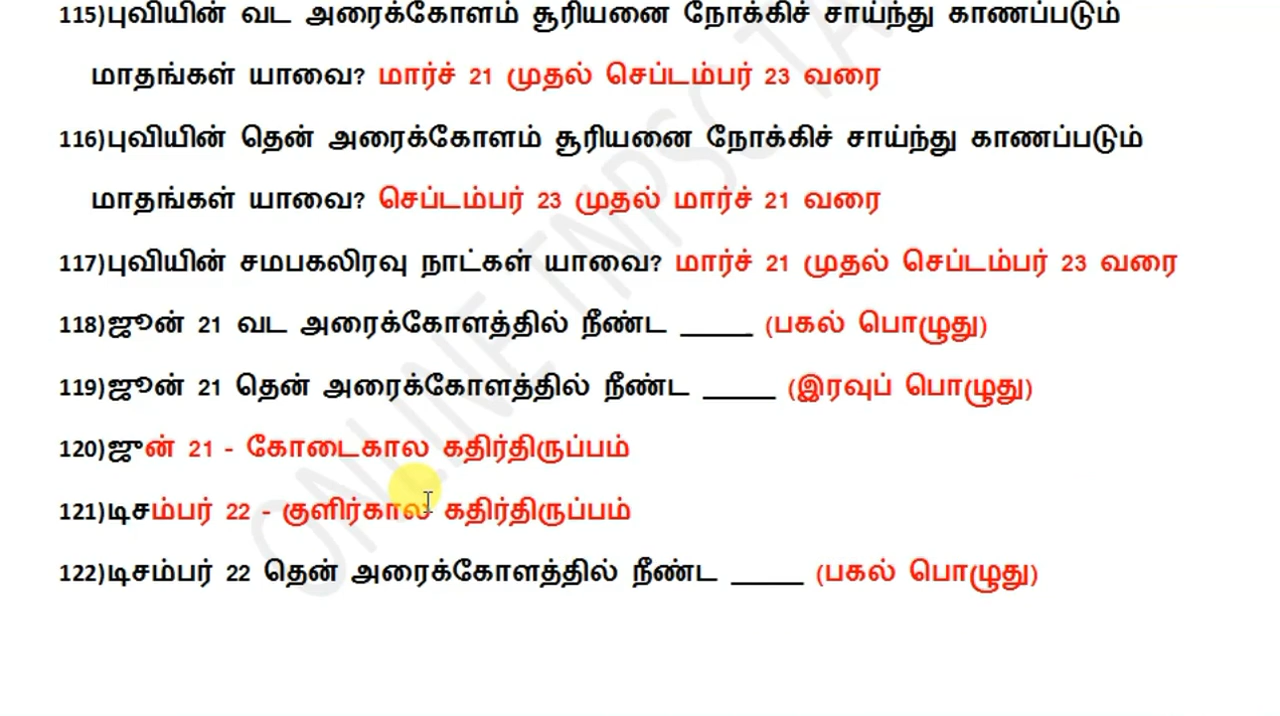 115)புவியின் வட அரைக்கோளம் சூரியனை நோக்கிச் சாய்ந்து காணப்படும்
மாதங்கள் யாவை? மார்ச் 21 முதல் செப்டம்பர் 23 வரை
116)புவியின் தென் அரைக்கோளம் சூரியனை நோக்கிச் சாய்ந்து காணப்படும்
மாதங்கள் யாவை? செப்டம்பர் 23 முதல் மார்ச் 21 வரை
117)புவியின் சமபகலிரவு நாட்கள் யாவை? மார்ச் 21 முதல் செப்டம்பர் 23 வரை
118)ஜூன் 21 வட அரைக்கோளத்தில் நீண்ட _____ (பகல் பொழுது)
119)ஜூன் 21 தென் அரைக்கோளத்தில் நீண்ட _____ (இரவுப் பொழுது)
120)ஜுன் 21 - கோடைகால கதிர்திருப்பம்
121)டிசம்பர் 22 - குளிர்கால கதிர்திருப்பம்
122)டிசம்பர் 22 தென் அரைக்கோளத்தில் நீண்ட _____ (பகல் பொழுது)
ONLINE TNPSC